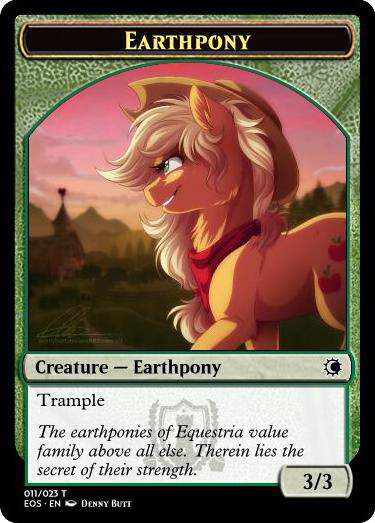 EARTHPONY
Creature — Earthpony
Trample
The earthponies of Equestria value
family above all else. Therein lies the
secret of their strength.
3/3
011/023 T
EOS · EN DENNY BUTT